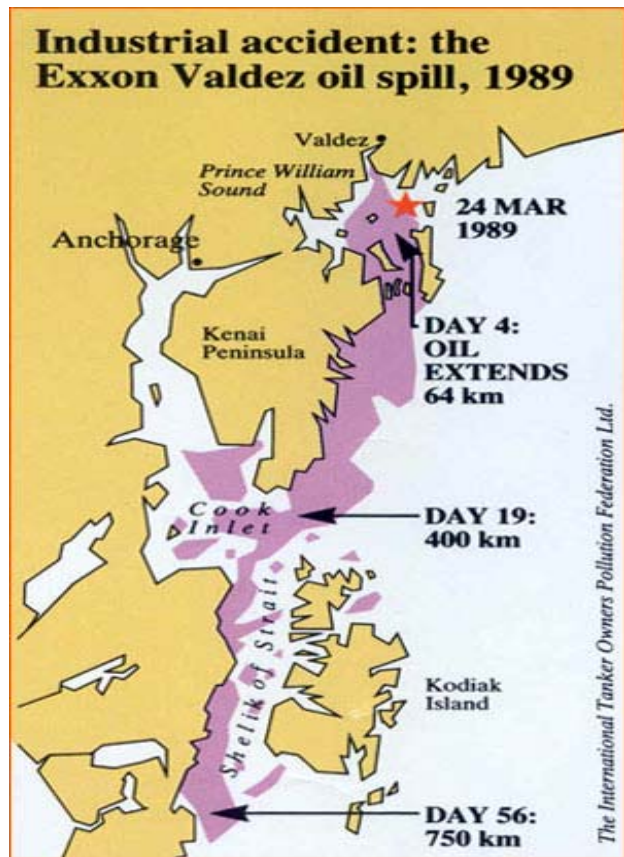 Industrial accident: the
Exxon Valdez oil spill, 1989
Valdez
Prince William
Sound
24 MAR
1989
Anchorage
Kenai
Peninsula
DAY 4:
OIL
EXTENDS
64 km
Cook
Inlet
DAY 19:
400 km
Shelikof Strait
Kodiak
Island
DAY 56:
750 km
The International Tanker Owners Pollution Federation Ltd.